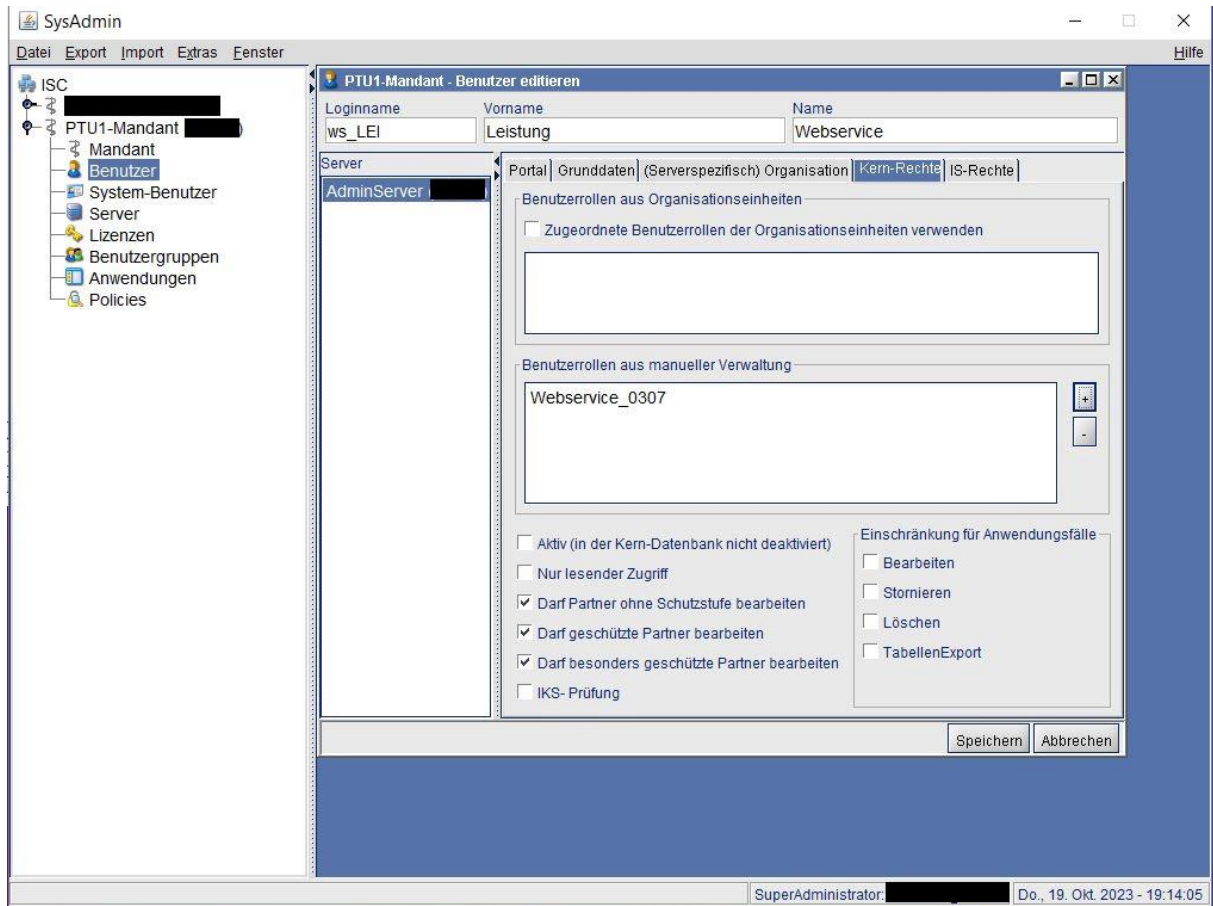 SysAdmin
Datei Export Import Extras Fenster Hilfe
ISC
PTU1-Mandant )
Mandant
Benutzer
System-Benutzer
Server
Lizenzen
Benutzergruppen
Anwendungen
Policies
PTU1-Mandant - Benutzer editieren
Loginname Vorname Name
ws_LEI Leistung Webservice
Server
AdminServer ( )
Portal Grunddaten (Serverspezifisch) Organisation Kern-Rechte IS-Rechte
Benutzerrollen aus Organisationseinheiten
Zugeordnete Benutzerrollen der Organisationseinheiten verwenden
Benutzerrollen aus manueller Verwaltung
Webservice_0307
+
-
Aktiv (in der Kern-Datenbank nicht deaktiviert)
Nur lesender Zugriff
Darf Partner ohne Schutzstufe bearbeiten
Darf geschützte Partner bearbeiten
Darf besonders geschützte Partner bearbeiten
IKS- Prüfung
Einschränkung für Anwendungsfälle
Bearbeiten
Stornieren
Löschen
TabellenExport
Speichern Abbrechen
SuperAdministrator: Do., 19. Okt. 2023 - 19:14:05